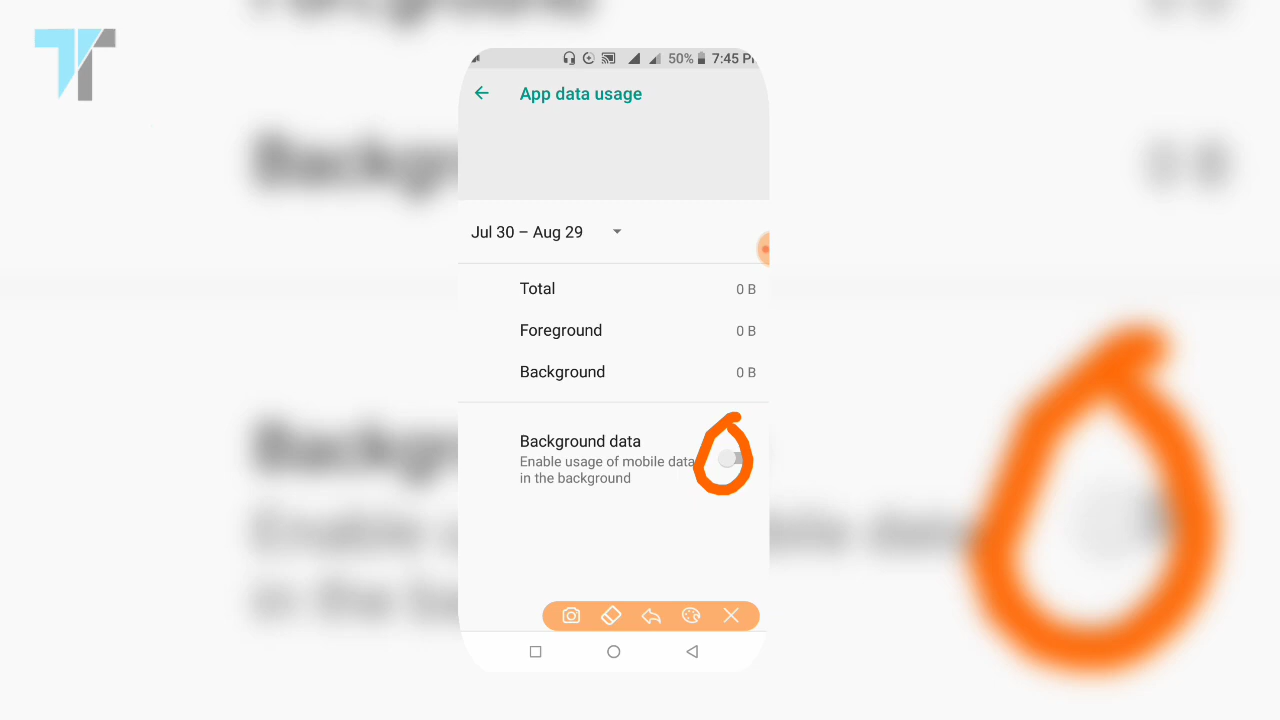 50% 7:45 P
App data usage
Jul 30 – Aug 29
Total 0 B
Foreground 0 B
Background 0 B
Background data
Enable usage of mobile data
in the background